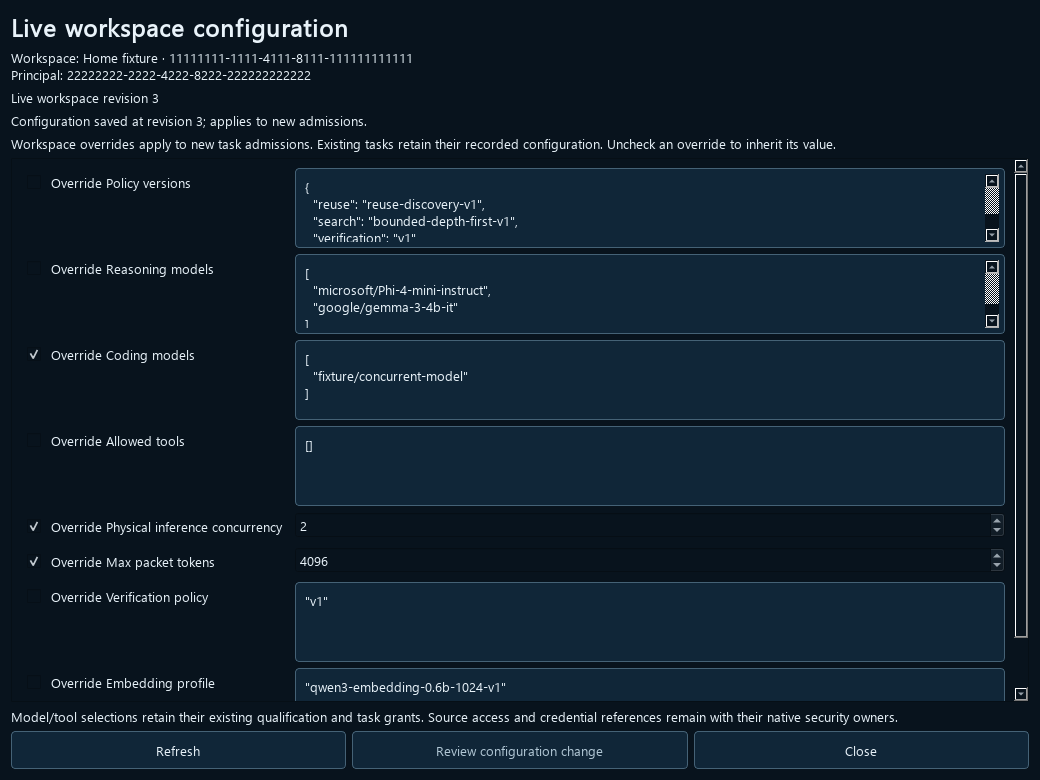 Live workspace configuration
Workspace: Home fixture · 11111111-1111-4111-8111-111111111111
Principal: 22222222-2222-4222-8222-222222222222
Live workspace revision 3
Configuration saved at revision 3; applies to new admissions.
Workspace overrides apply to new task admissions. Existing tasks retain their recorded configuration. Uncheck an override to inherit its value.
Override Policy versions
{
"reuse": "reuse-discovery-v1",
"search": "bounded-depth-first-v1",
"verification": "v1"
Override Reasoning models
[
"microsoft/Phi-4-mini-instruct",
"google/gemma-3-4b-it"
]
Override Coding models
[
"fixture/concurrent-model"
]
Override Allowed tools
[]
Override Physical inference concurrency 2
Override Max packet tokens 4096
Override Verification policy
"v1"
Override Embedding profile
"qwen3-embedding-0.6b-1024-v1"
Model/tool selections retain their existing qualification and task grants. Source access and credential references remain with their native security owners.
Refresh
Review configuration change
Close